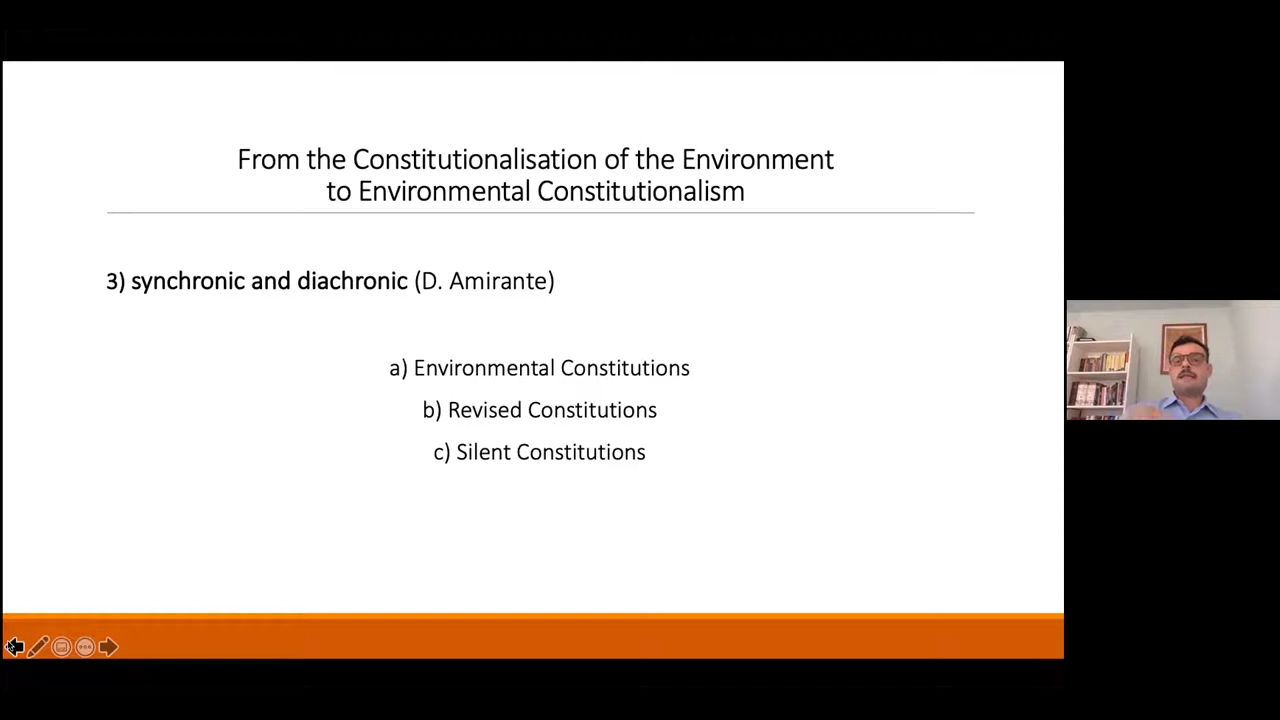 From the Constitutionalisation of the Environment
to Environmental Constitutionalism
3) synchronic and diachronic (D. Amirante)
a) Environmental Constitutions
b) Revised Constitutions
c) Silent Constitutions